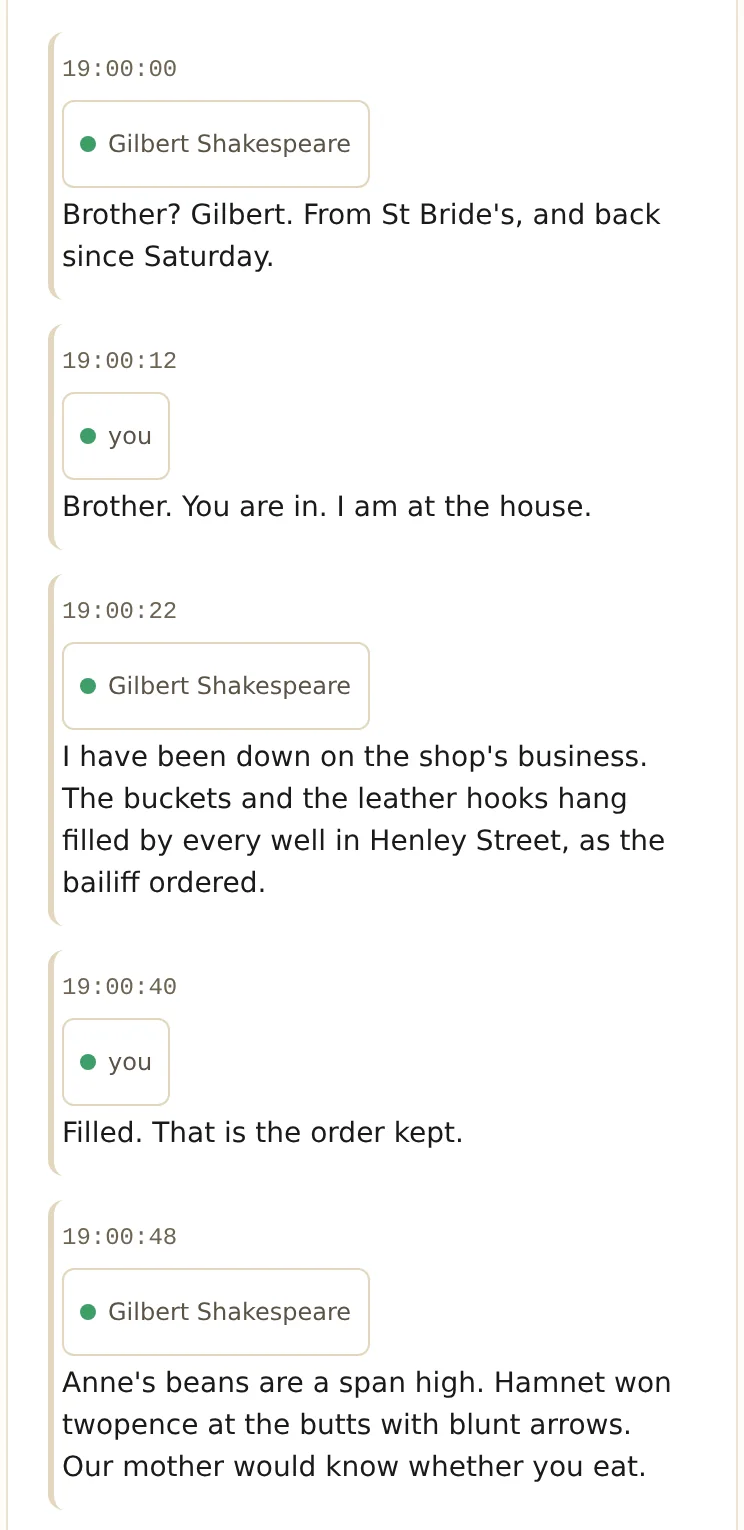 19:00:00
Gilbert Shakespeare
Brother? Gilbert. From St Bride's, and back
since Saturday.
19:00:12
you
Brother. You are in. I am at the house.
19:00:22
Gilbert Shakespeare
I have been down on the shop's business.
The buckets and the leather hooks hang
filled by every well in Henley Street, as the
bailiff ordered.
19:00:40
you
Filled. That is the order kept.
19:00:48
Gilbert Shakespeare
Anne's beans are a span high. Hamnet won
twopence at the butts with blunt arrows.
Our mother would know whether you eat.